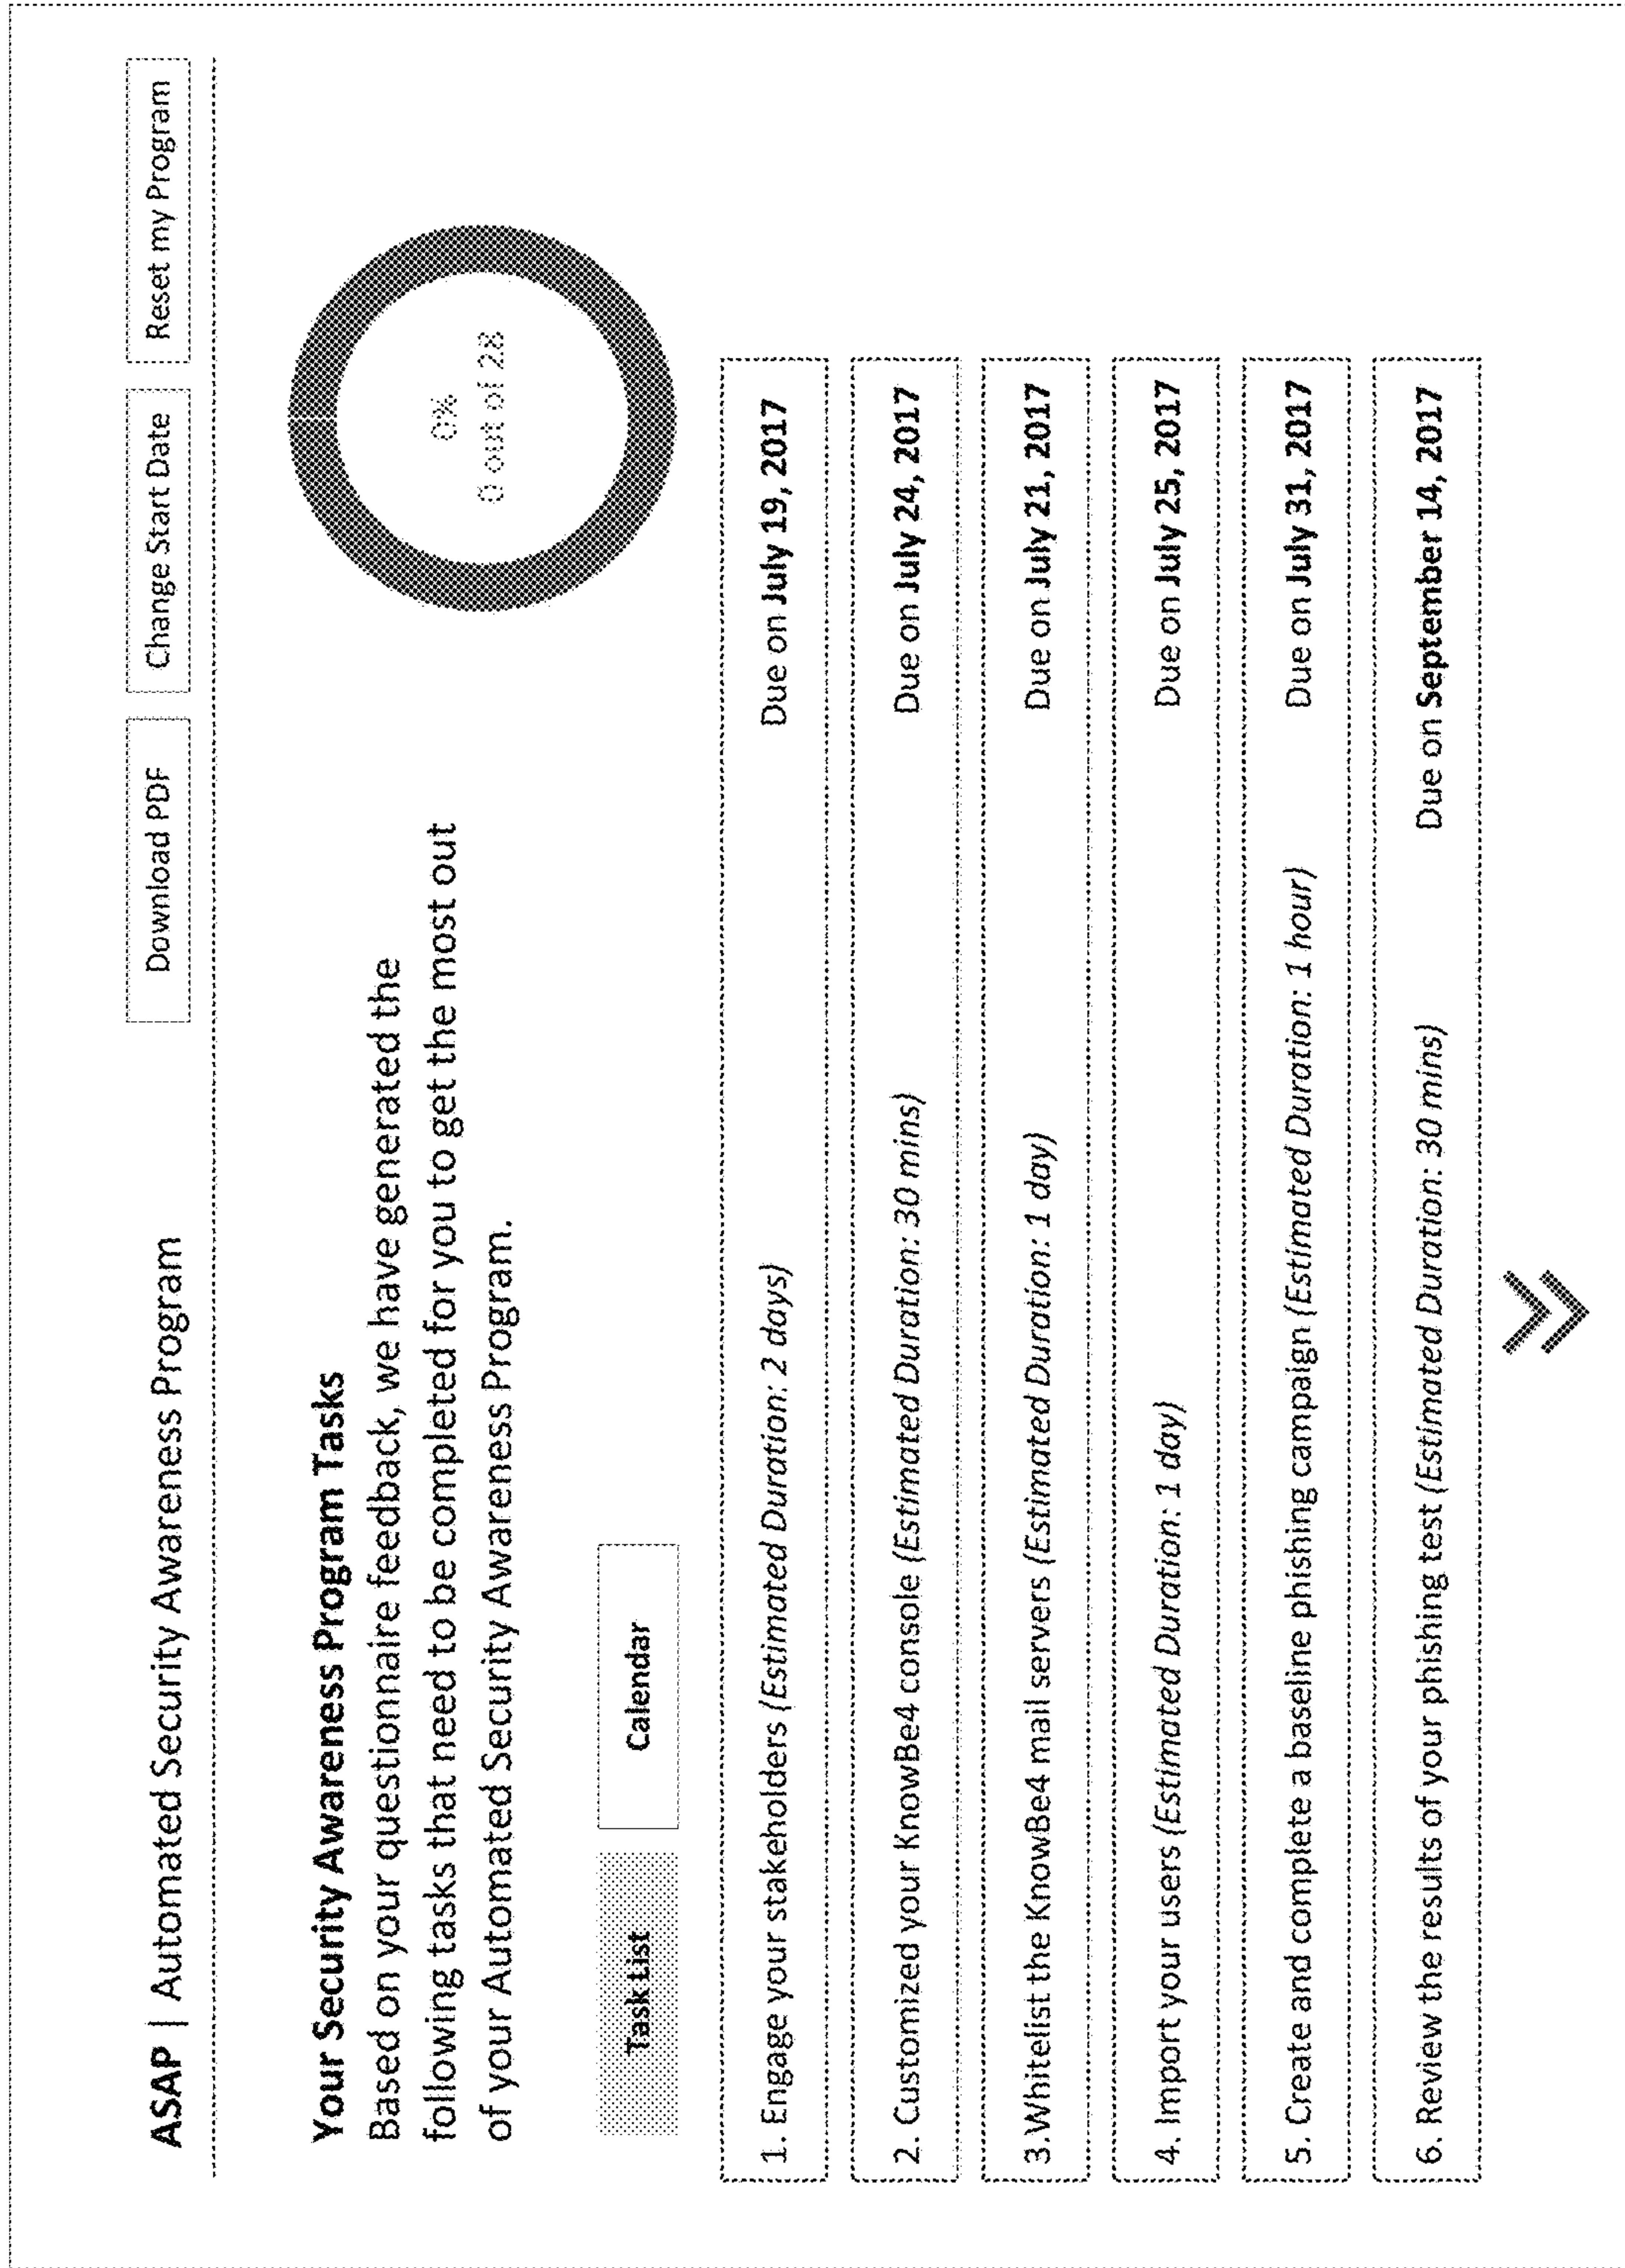 ASAP | Automated Security Awareness Program
Download PDF
Change Start Date
Reset my Program
Your Security Awareness Program Tasks
Based on your questionnaire feedback, we have generated the
following tasks that need to be completed for you to get the most out
of your Automated Security Awareness Program.
0%
0 out of 28
Task List
Calendar
1. Engage your stakeholders (Estimated Duration: 2 days) Due on July 19, 2017
2. Customized your KnowBe4 console (Estimated Duration: 30 mins) Due on July 24, 2017
3.Whitelist the KnowBe4 mail servers (Estimated Duration: 1 day) Due on July 21, 2017
4. Import your users (Estimated Duration: 1 day) Due on July 25, 2017
5. Create and complete a baseline phishing campaign (Estimated Duration: 1 hour) Due on July 31, 2017
6. Review the results of your phishing test (Estimated Duration: 30 mins) Due on September 14, 2017